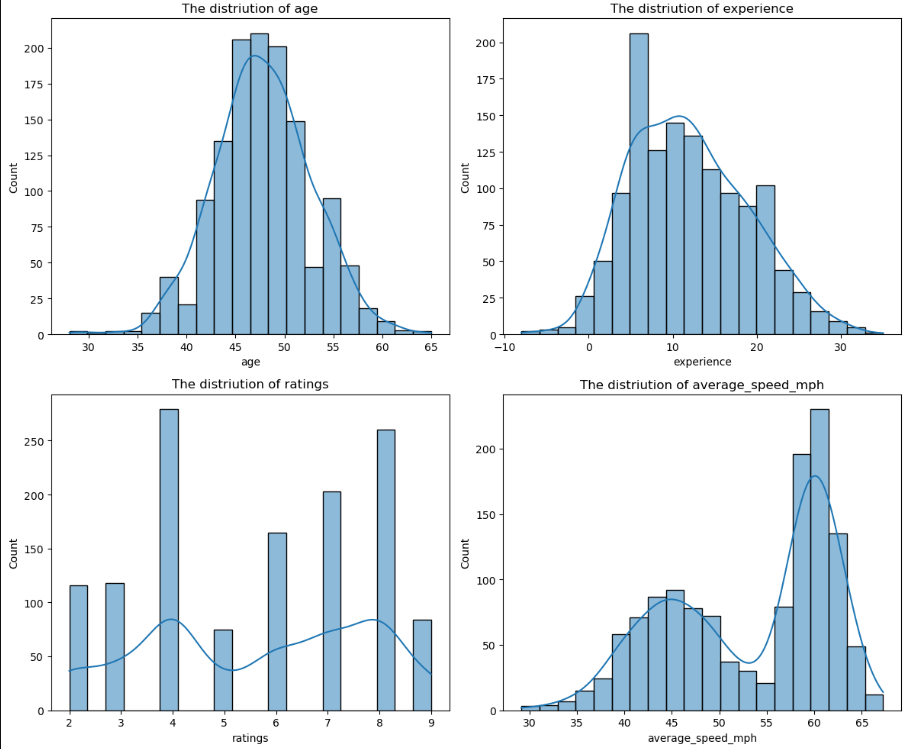 The distriution of age
200
175
150
125
100
75
50
25
0
Count
30 35 40 45 50 55 60 65
age
The distriution of experience
200
175
150
125
100
75
50
25
0
Count
−10 0 10 20 30
experience
The distriution of ratings
250
200
150
100
50
0
Count
2 3 4 5 6 7 8 9
ratings
The distriution of average_speed_mph
200
150
100
50
0
Count
30 35 40 45 50 55 60 65
average_speed_mph